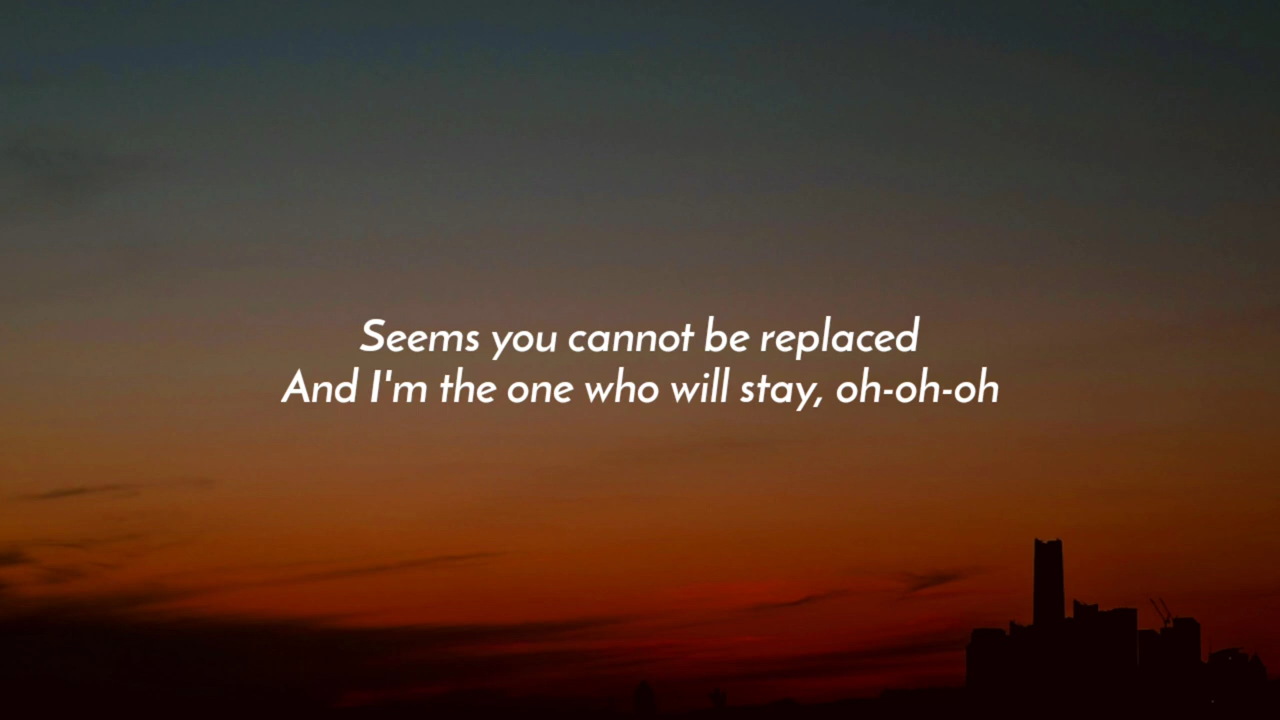 Seems you cannot be replaced
And I'm the one who will stay, oh-oh-oh